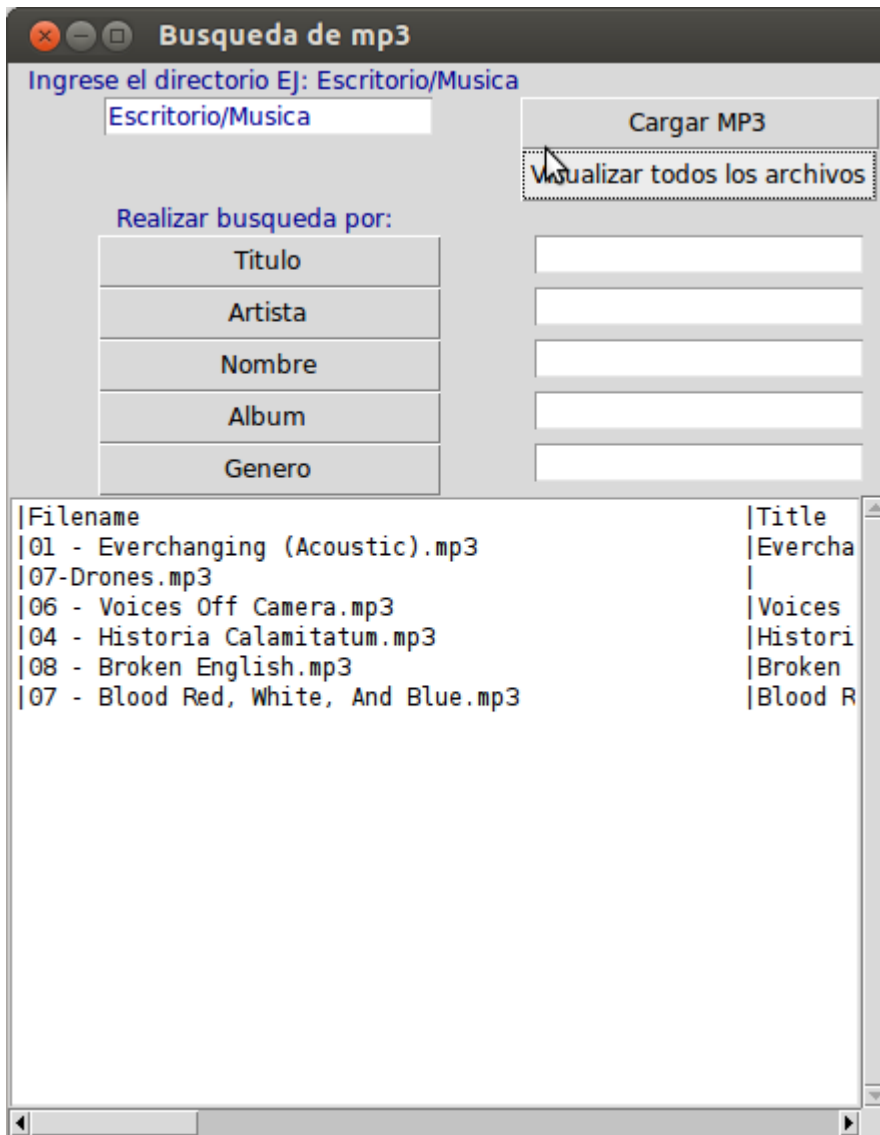 Busqueda de mp3
Ingrese el directorio EJ: Escritorio/Musica
Escritorio/Musica
Cargar MP3
Visualizar todos los archivos
Realizar busqueda por:
Titulo
Artista
Nombre
Album
Genero
|Filename |Title
|01 - Everchanging (Acoustic).mp3 |Evercha
|07-Drones.mp3 |
|06 - Voices Off Camera.mp3 |Voices
|04 - Historia Calamitatum.mp3 |Histori
|08 - Broken English.mp3 |Broken
|07 - Blood Red, White, And Blue.mp3 |Blood R